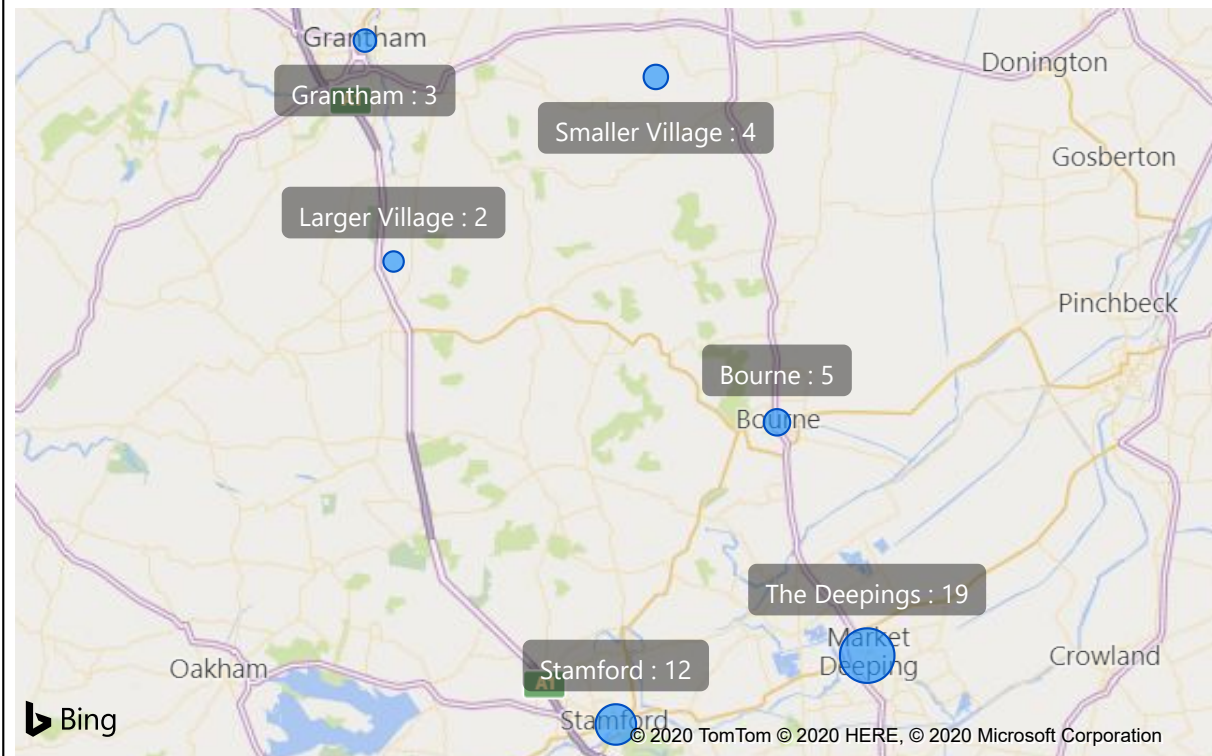 Grantham
Donington
Grantham : 3
Smaller Village : 4
Gosberton
Larger Village : 2
Pinchbeck
Bourne : 5
Bourne
The Deepings : 19
Market
Deeping
Crowland
Oakham
Stamford : 12
A1
Stamford
Bing
© 2020 TomTom © 2020 HERE, © 2020 Microsoft Corporation